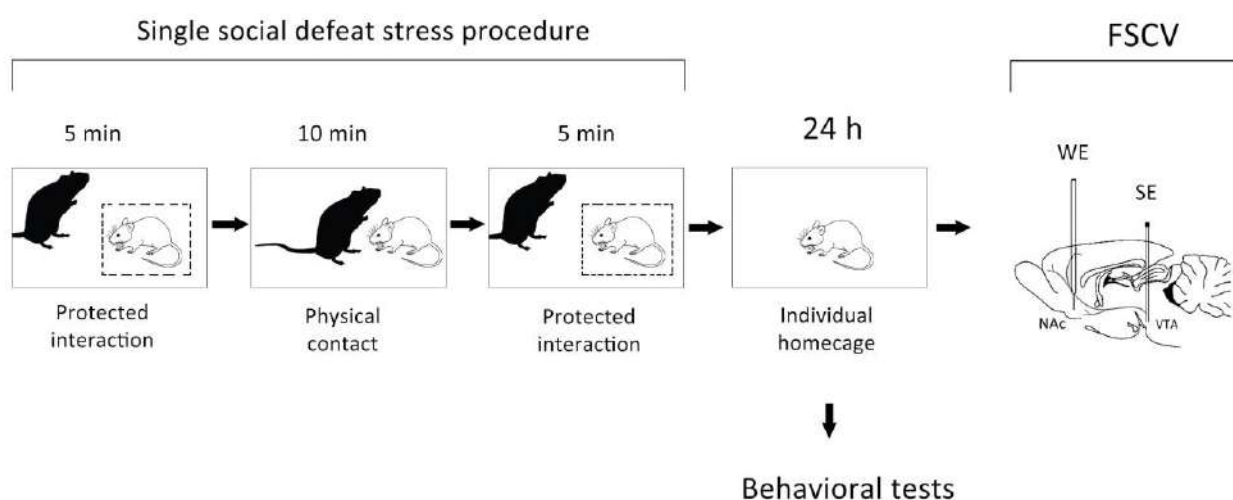 Single social defeat stress procedure
FSCV
5 min
10 min
5 min
24 h
WE
SE
NAc
VTA
Protected
interaction
Physical
contact
Protected
interaction
Individual
homecage
Behavioral tests